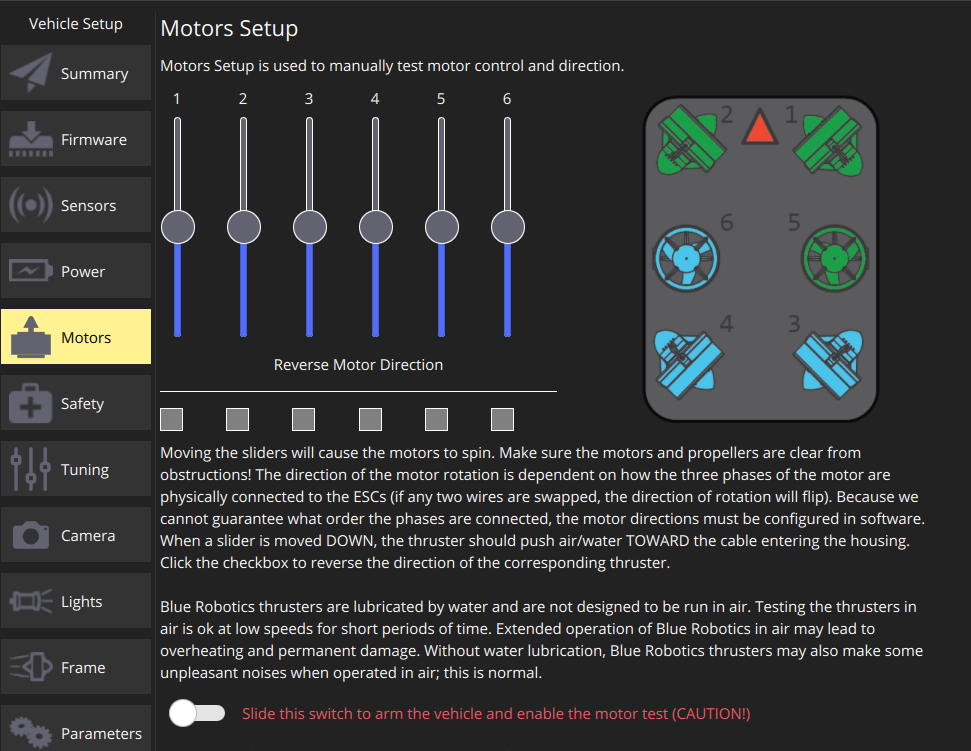 Vehicle Setup
Summary
Firmware
Sensors
Power
Motors
Safety
Tuning
Camera
Lights
Frame
Parameters
Motors Setup
Motors Setup is used to manually test motor control and direction.
1 2 3 4 5 6
Reverse Motor Direction
2 1
6 5
4 3
Moving the sliders will cause the motors to spin. Make sure the motors and propellers are clear from
obstructions! The direction of the motor rotation is dependent on how the three phases of the motor are
physically connected to the ESCs (if any two wires are swapped, the direction of rotation will flip). Because we
cannot guarantee what order the phases are connected, the motor directions must be configured in software.
When a slider is moved DOWN, the thruster should push air/water TOWARD the cable entering the housing.
Click the checkbox to reverse the direction of the corresponding thruster.
Blue Robotics thrusters are lubricated by water and are not designed to be run in air. Testing the thrusters in
air is ok at low speeds for short periods of time. Extended operation of Blue Robotics in air may lead to
overheating and permanent damage. Without water lubrication, Blue Robotics thrusters may also make some
unpleasant noises when operated in air; this is normal.
Slide this switch to arm the vehicle and enable the motor test (CAUTION!)